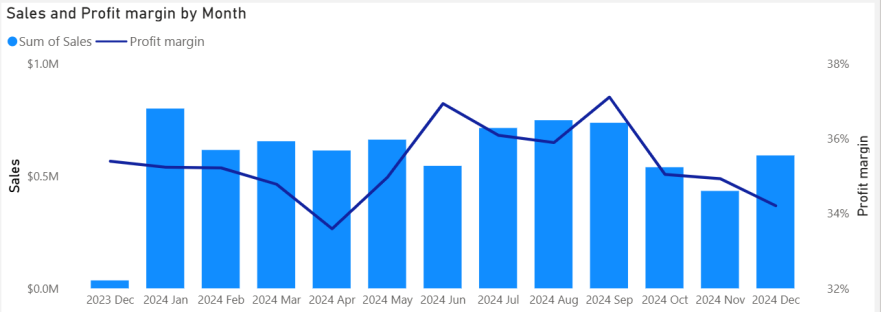 Sales and Profit margin by Month
Sum of Sales Profit margin
$1.0M
$0.5M
$0.0M
Sales
38%
36%
34%
32%
Profit margin
2023 Dec 2024 Jan 2024 Feb 2024 Mar 2024 Apr 2024 May 2024 Jun 2024 Jul 2024 Aug 2024 Sep 2024 Oct 2024 Nov 2024 Dec